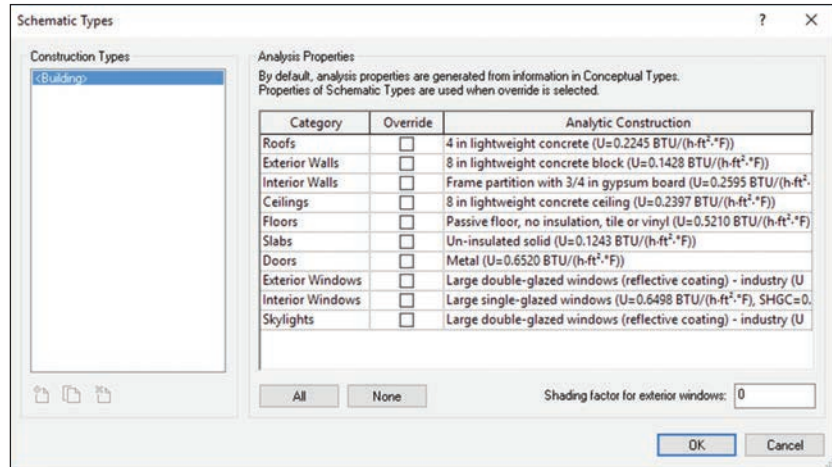 Schematic Types
?
Construction Types
<Building>
Analysis Properties
By default, analysis properties are generated from information in Conceptual Types.
Properties of Schematic Types are used when override is selected.
Category Override Analytic Construction
Roofs 4 in lightweight concrete (U=0.2245 BTU/(h·ft²·°F))
Exterior Walls 8 in lightweight concrete block (U=0.1428 BTU/(h·ft²·°F))
Interior Walls Frame partition with 3/4 in gypsum board (U=0.2595 BTU/(h·ft²·
Ceilings 8 in lightweight concrete ceiling (U=0.2397 BTU/(h·ft²·°F))
Floors Passive floor, no insulation, tile or vinyl (U=0.5210 BTU/(h·ft²·°F)
Slabs Un-insulated solid (U=0.1243 BTU/(h·ft²·°F))
Doors Metal (U=0.6520 BTU/(h·ft²·°F))
Exterior Windows Large double-glazed windows (reflective coating) - industry (U
Interior Windows Large single-glazed windows (U=0.6498 BTU/(h·ft²·°F), SHGC=0.
Skylights Large double-glazed windows (reflective coating) - industry (U
All None Shading factor for exterior windows: 0
OK Cancel